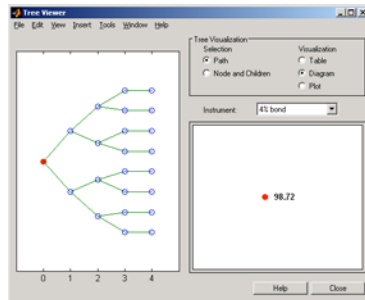 Tree Viewer
File Edit View Insert Tools Window Help
Tree Visualization
Selection
Visualization
Path
Table
Node and Children
Diagram
Plot
Instrument:
4% bond
98.72
0 1 2 3 4
Help
Close